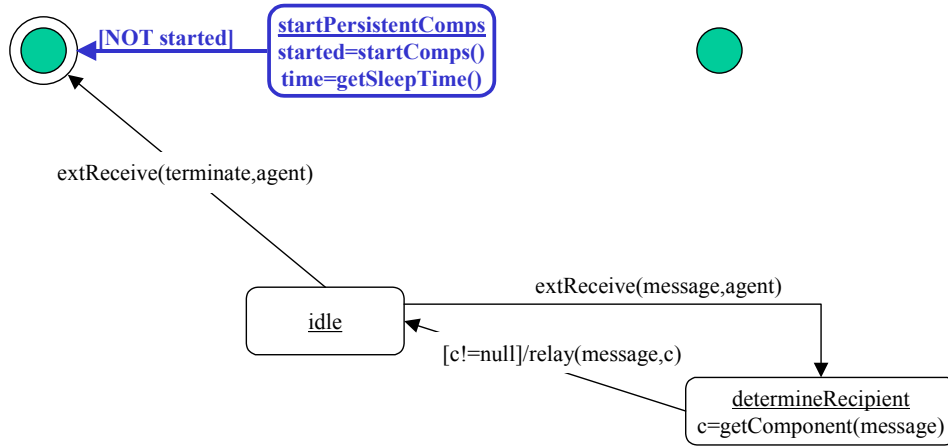 [NOT started]
startPersistentComps
started=startComps()
time=getSleepTime()
extReceive(terminate,agent)
extReceive(message,agent)
idle
[c!=null]/relay(message,c)
determineRecipient
c=getComponent(message)